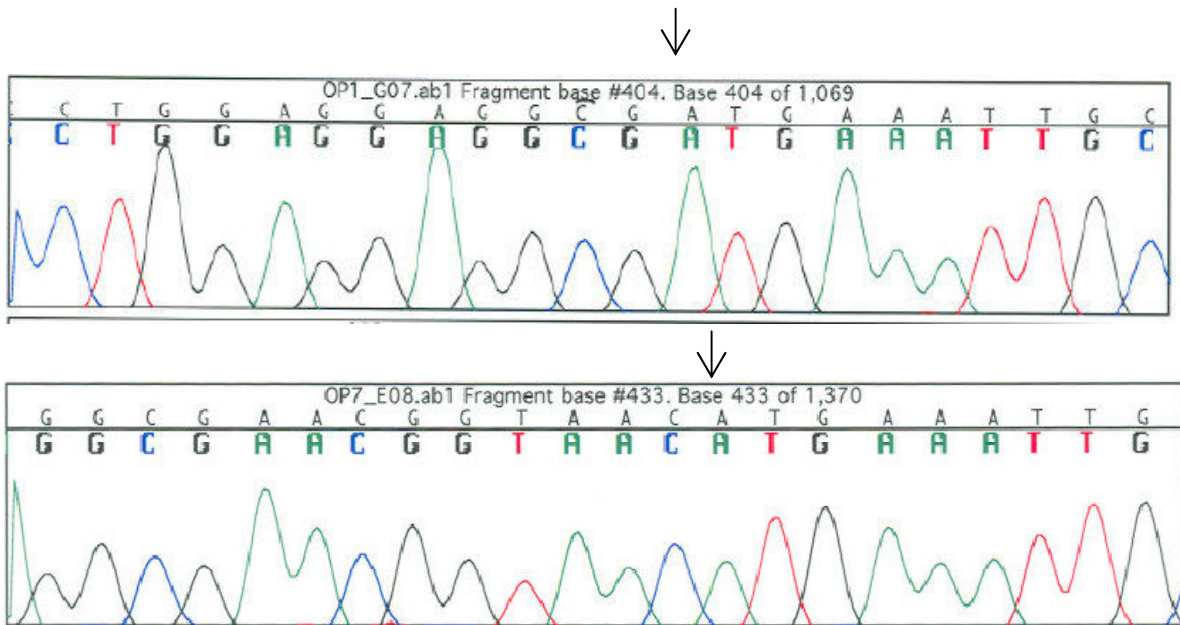 OP1_G07.ab1 Fragment base #404. Base 404 of 1,069
C T G G A G G A G G C G A T G A A A T T G C
C T G G A G G A G G C G A T G A A A T T G C
OP7_E08.ab1 Fragment base #433. Base 433 of 1,370
G G C G A A C G G T A A C A T G A A A T T G
G G C G A A C G G T A A C A T G A A A T T G